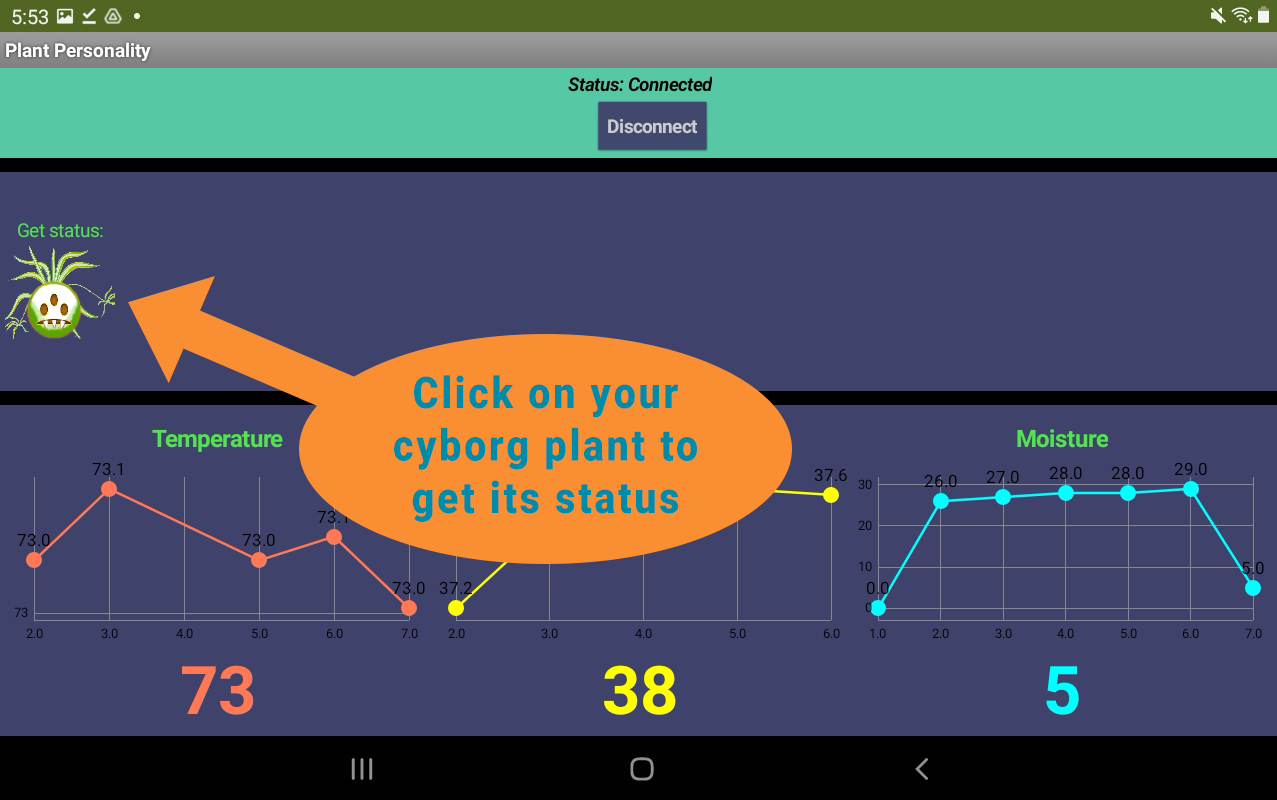 5:53
Plant Personality
Status: Connected
Disconnect
Get status:
Click on your
cyborg plant to
get its status
Temperature
73.0
73.1
73.0
73.1
73.0
73
2.0 3.0 4.0 5.0 6.0 7.0
73
37.2
37.6
2.0 3.0 4.0 5.0 6.0
38
Moisture
30
20
10
0
0.0
26.0
27.0
28.0
28.0
29.0
5.0
1.0 2.0 3.0 4.0 5.0 6.0 7.0
5